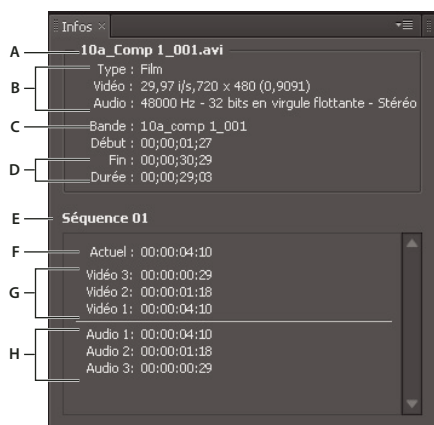 Infos ×
A 10a_Comp 1_001.avi
Type : Film
B Vidéo : 29,97 i/s,720 x 480 (0,9091)
Audio : 48000 Hz - 32 bits en virgule flottante - Stéréo
C Bande : 10a_comp 1_001
Début : 00;00;01;27
D Fin : 00;00;30;29
Durée : 00;00;29;03
E Séquence 01
F Actuel : 00:00:04:10
Vidéo 3: 00:00:00:29
G Vidéo 2: 00:00:01:18
Vidéo 1: 00:00:04:10
Audio 1: 00:00:04:10
H Audio 2: 00:00:01:18
Audio 3: 00:00:00:29